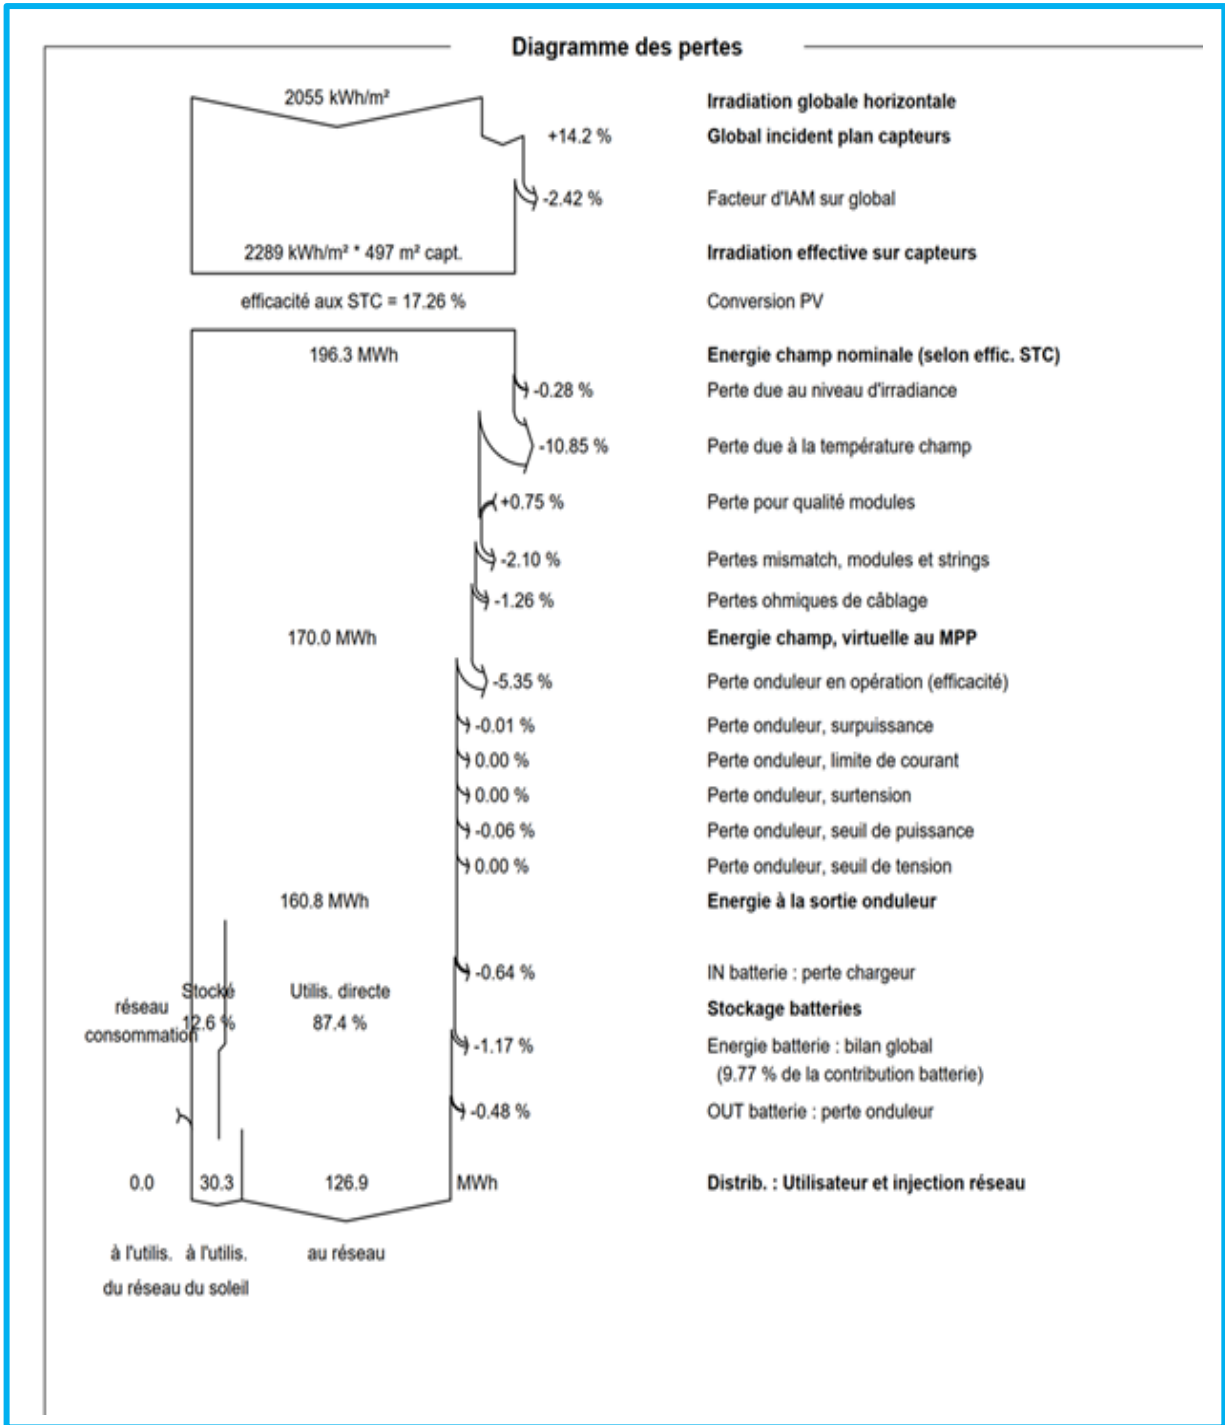 Diagramme des pertes
2055 kWh/m²
Irradiation globale horizontale
+14.2 %
Global incident plan capteurs
-2.42 %
Facteur d'IAM sur global
2289 kWh/m² * 497 m² capt.
Irradiation effective sur capteurs
efficacité aux STC = 17.26 %
Conversion PV
196.3 MWh
Energie champ nominale (selon effic. STC)
-0.28 %
Perte due au niveau d'irradiance
-10.85 %
Perte due à la température champ
+0.75 %
Perte pour qualité modules
-2.10 %
Pertes mismatch, modules et strings
-1.26 %
Pertes ohmiques de câblage
170.0 MWh
Energie champ, virtuelle au MPP
-5.35 %
Perte onduleur en opération (efficacité)
-0.01 %
Perte onduleur, surpuissance
0.00 %
Perte onduleur, limite de courant
0.00 %
Perte onduleur, surtension
-0.06 %
Perte onduleur, seuil de puissance
0.00 %
Perte onduleur, seuil de tension
160.8 MWh
Energie à la sortie onduleur
-0.64 %
IN batterie : perte chargeur
Stocké
Utilis. directe
réseau
Stockage batteries
12.6 %
87.4 %
consommation
-1.17 %
Energie batterie : bilan global
(9.77 % de la contribution batterie)
-0.48 %
OUT batterie : perte onduleur
0.0
30.3
126.9
MWh
Distrib. : Utilisateur et injection réseau
à l'utilis.
à l'utilis.
au réseau
du réseau
du soleil